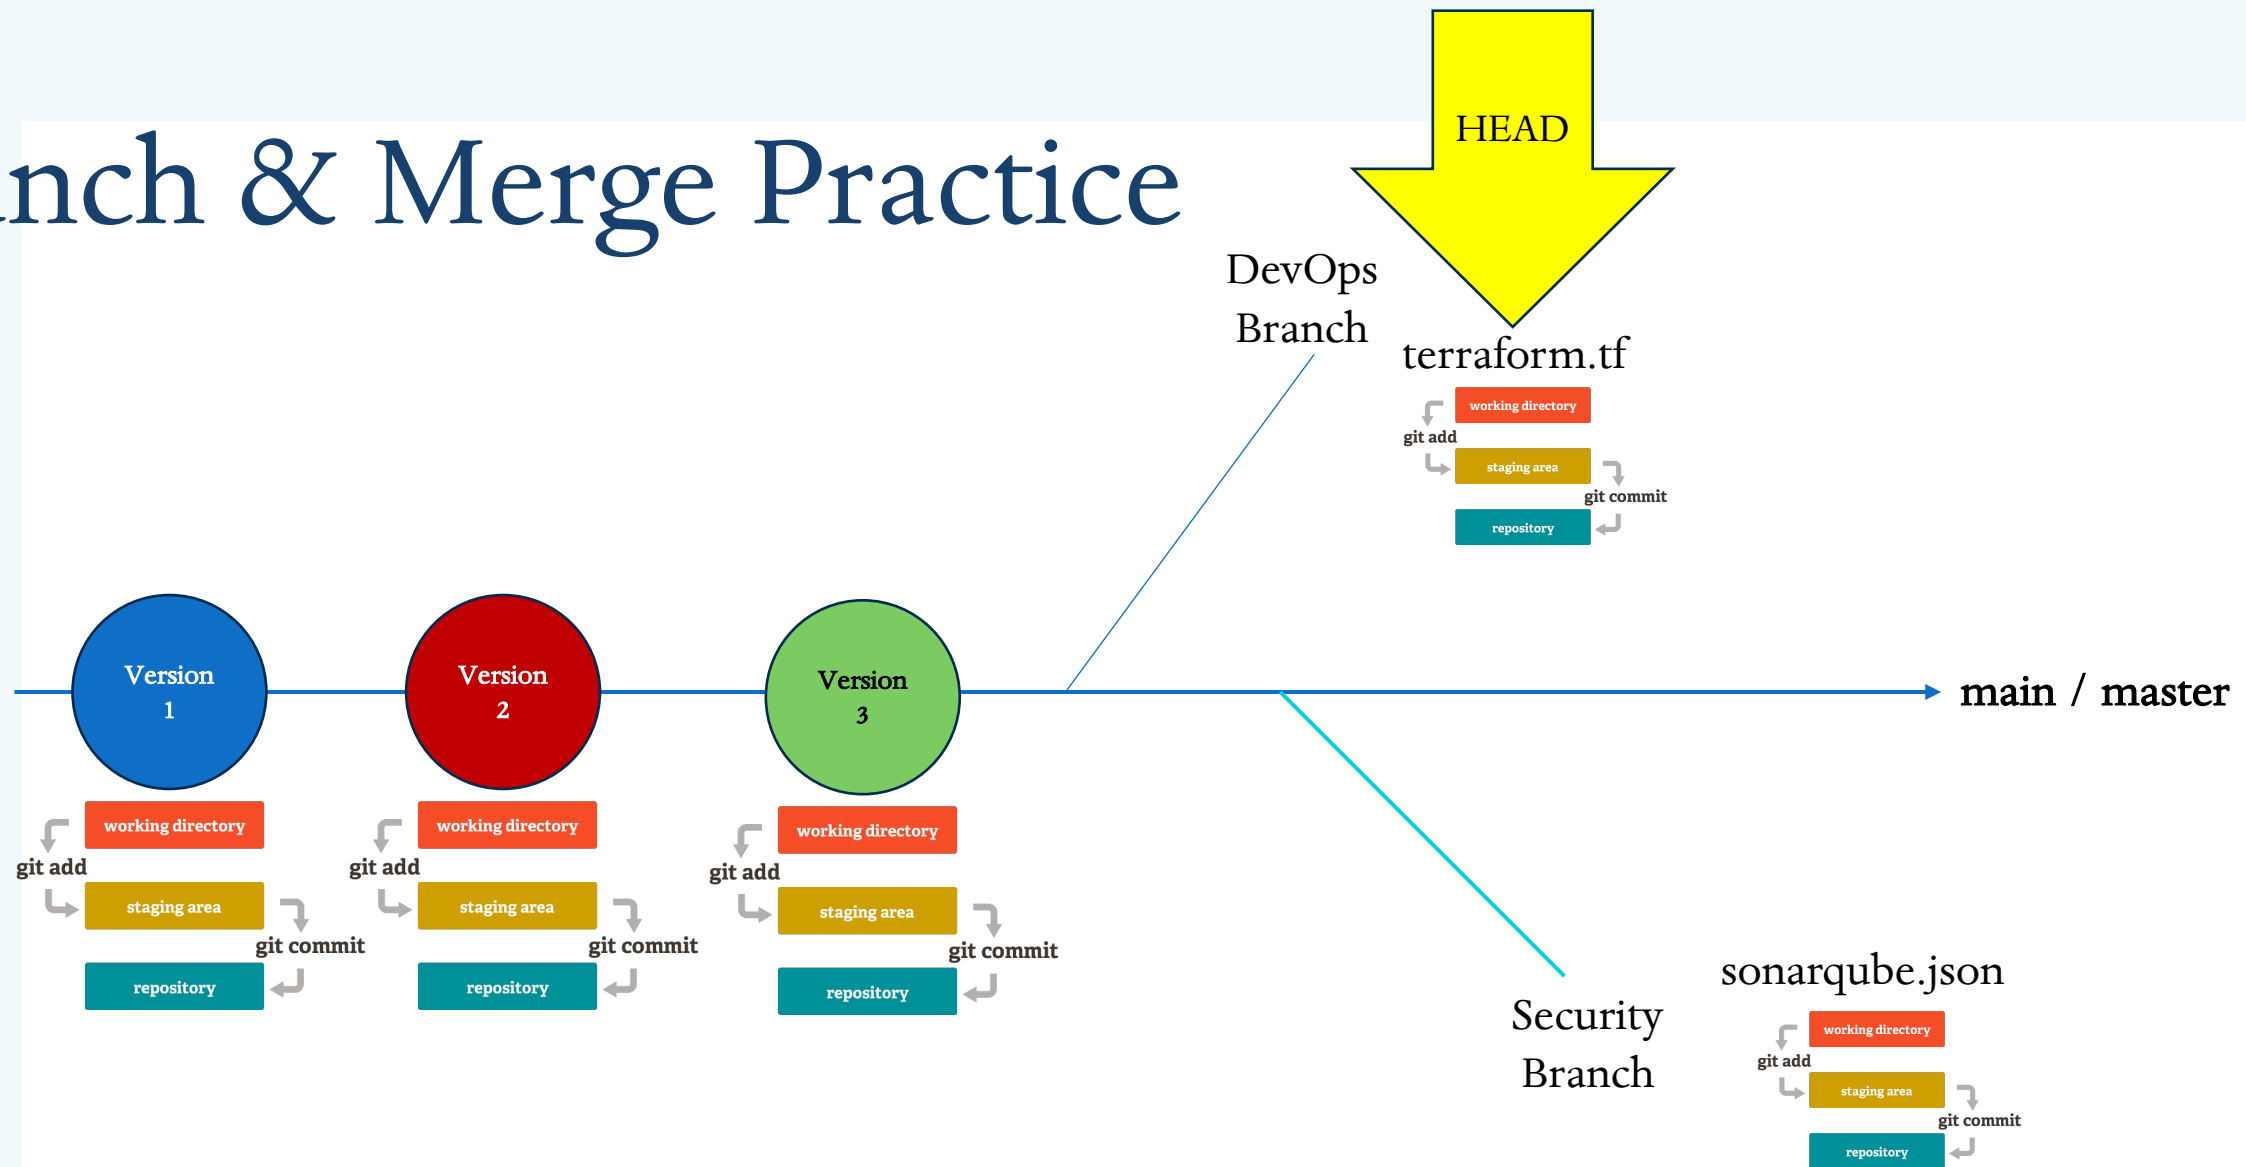 HEAD
nch & Merge Practice
DevOps
Branch
terraform.tf
working directory
git add
staging area
git commit
repository
Version
1
Version
2
Version
3
main / master
working directory
git add
staging area
git commit
repository
working directory
git add
staging area
git commit
repository
working directory
git add
staging area
git commit
repository
Security
Branch
sonarqube.json
working directory
git add
staging area
git commit
repository